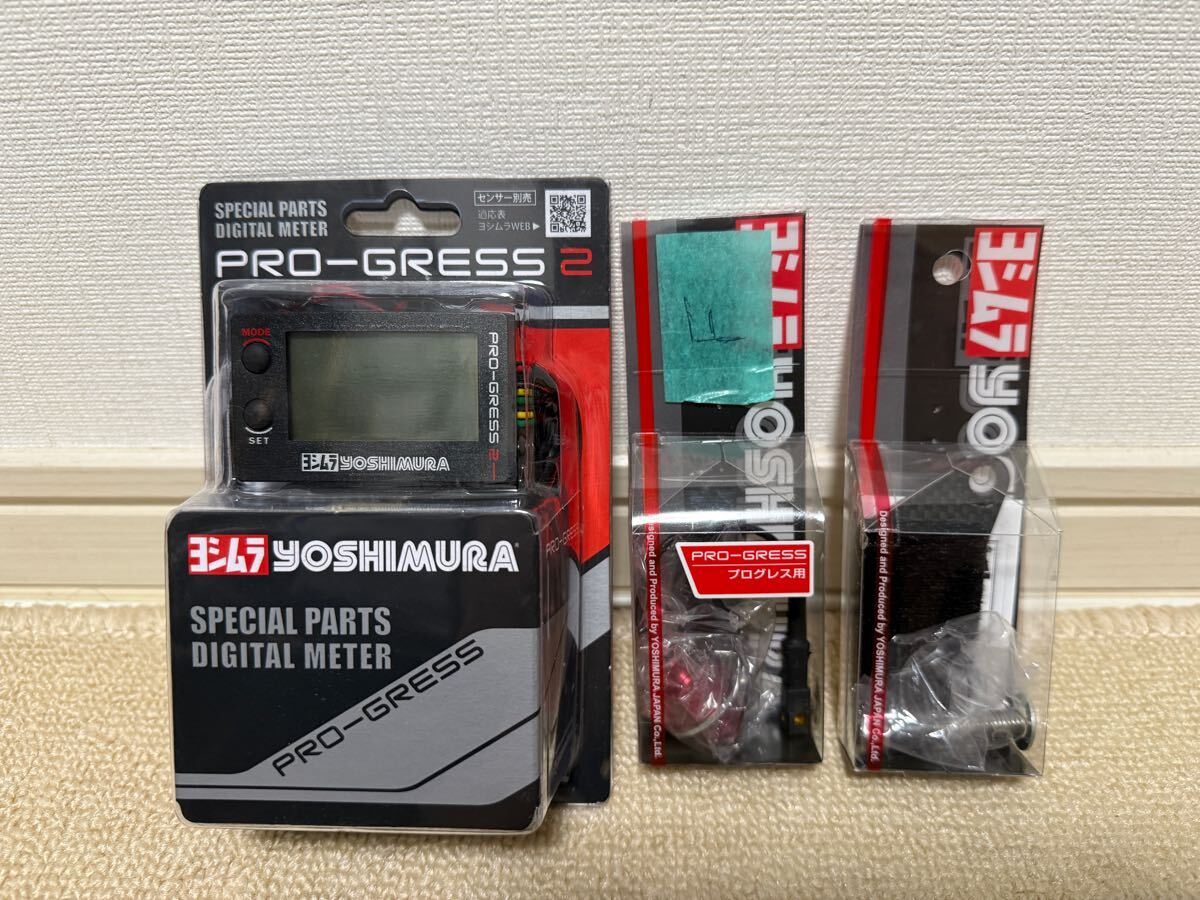 SPECIAL PARTS
DIGITAL METER
センサー別売
適応表
ヨシムラWEB▶
PRO-GRESS 2
MODE
SET
PRO-GRESS 2
ヨシムラ YOSHIMURA
PRO-GRESS
ヨシムラ YOSHIMURA
SPECIAL PARTS
DIGITAL METER
PRO-GRESS
ヨシムラ
YOSHIMU
PRO-GRESS
プログレス用
Designed and Produced by YOSHIMURA JAPAN Co.,Ltd.
ヨシムラ
YO
Designed and Produced by YOSHIMURA JAPAN Co.,Ltd.